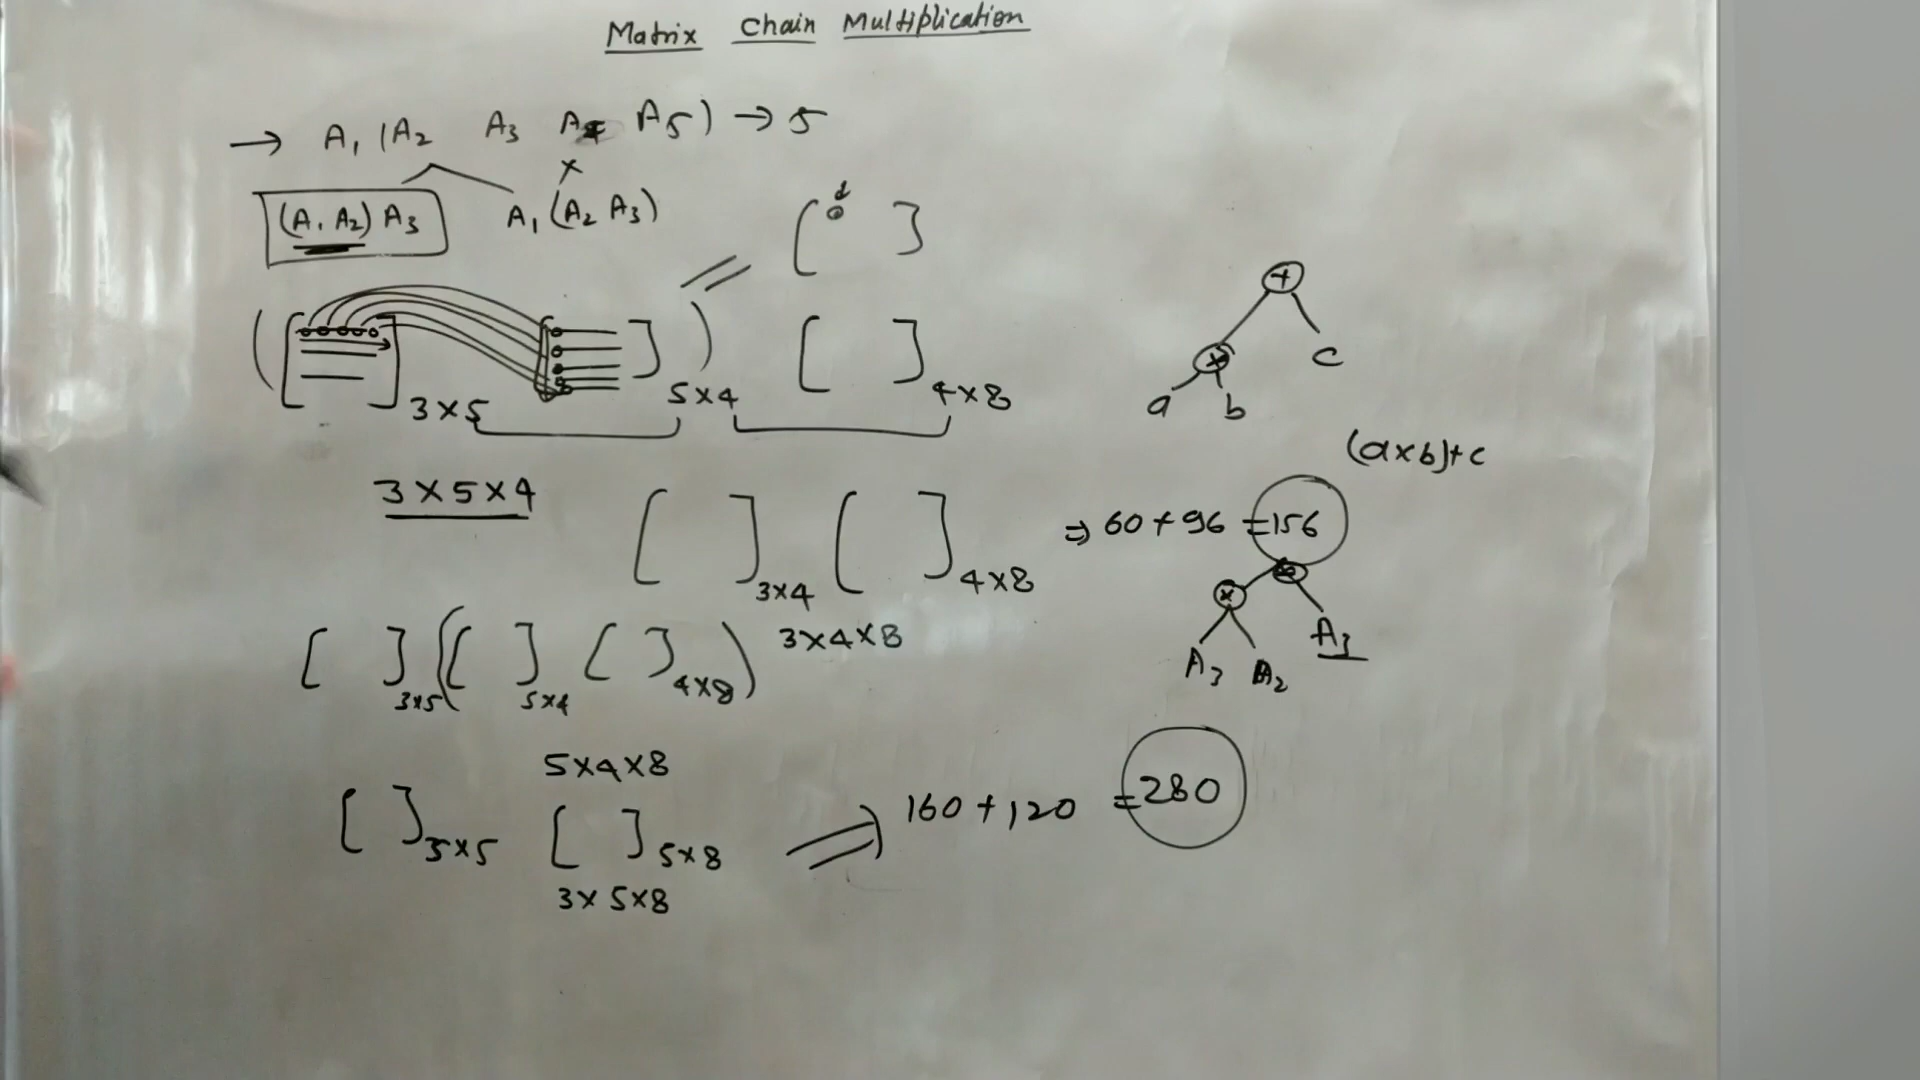 Matrix Chain Multiplication
→ A1 (A2 A3 A4 A5) → 5
x
(A1 A2) A3 A1 (A2 A3) [ ]
( [ ] 3×5 [ ] 5×4 ) [ ] 4×8
+
× c
a b
(a×b)+c
3×5×4 [ ] 3×4 [ ] 4×8
⇒ 60 + 96 = 156
×
A3 A2 A3
3×4×8
[ ] 3×5 ( [ ] 5×4 [ ] 4×8 )
5×4×8
[ ] 3×5 [ ] 5×8 ⇒ 160 + 120 = 280
3×5×8